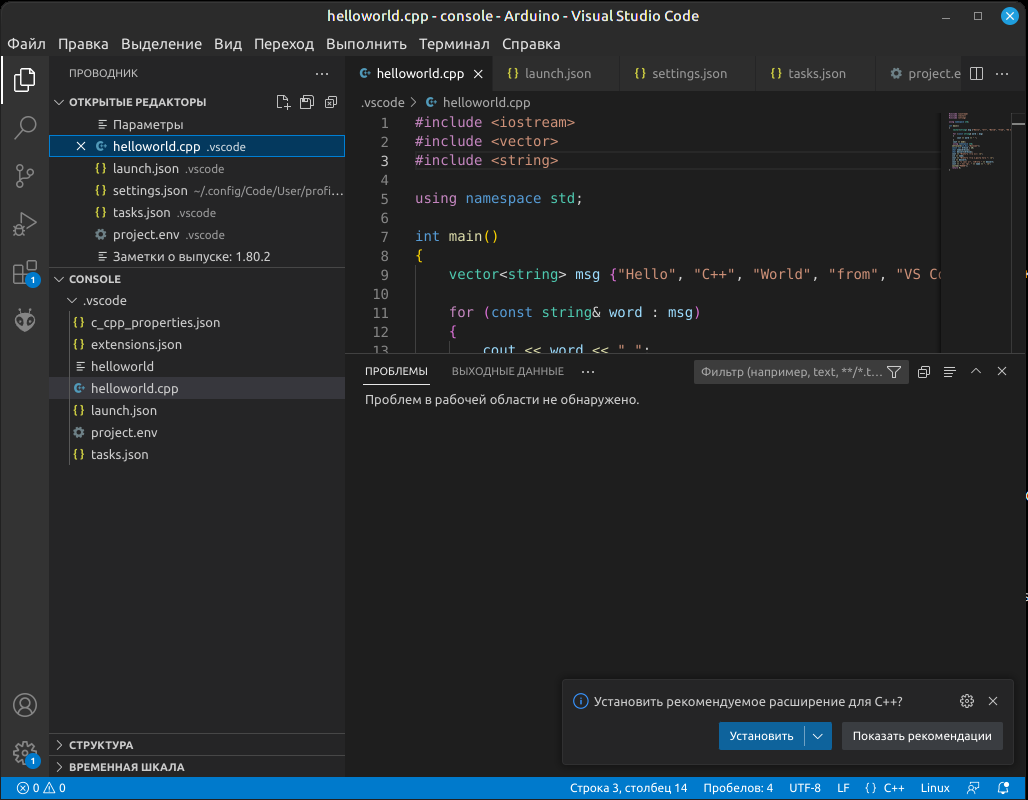 helloworld.cpp - console - Arduino - Visual Studio Code
Файл Правка Выделение Вид Переход Выполнить Терминал Справка
ПРОВОДНИК
ОТКРЫТЫЕ РЕДАКТОРЫ
Параметры
helloworld.cpp .vscode
launch.json .vscode
settings.json ~/.config/Code/User/profi...
tasks.json .vscode
project.env .vscode
Заметки о выпуске: 1.80.2
CONSOLE
.vscode
c_cpp_properties.json
extensions.json
helloworld
helloworld.cpp
launch.json
project.env
tasks.json
СТРУКТУРА
ВРЕМЕННАЯ ШКАЛА
1
1
helloworld.cpp launch.json settings.json tasks.json project.e
.vscode > helloworld.cpp
1 #include <iostream>
2 #include <vector>
3 #include <string>
4
5 using namespace std;
6
7 int main()
8 {
9 vector<string> msg {"Hello", "C++", "World", "from", "VS Co
10
11 for (const string& word : msg)
12 {
13 cout << word << " ";
ПРОБЛЕМЫ ВЫХОДНЫЕ ДАННЫЕ ... Фильтр (например, text, **/*.t...
Проблем в рабочей области не обнаружено.
Установить рекомендуемое расширение для C++?
Установить Показать рекомендации
0 0 Строка 3, столбец 14 Пробелов: 4 UTF-8 LF {} C++ Linux